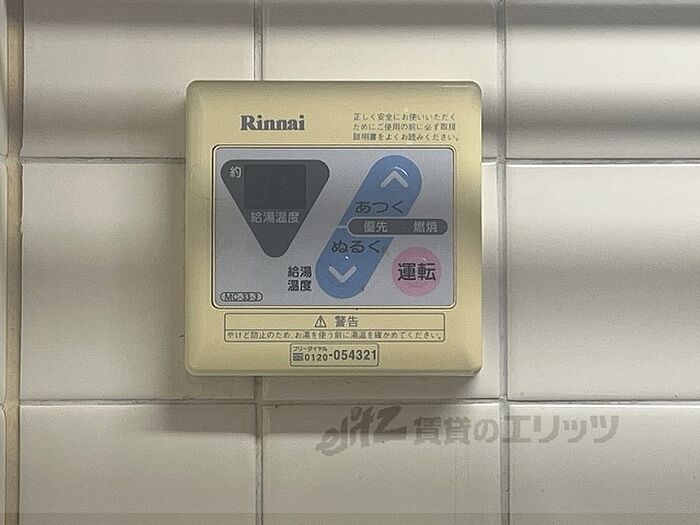 Rinnai
正しく安全にお使いいただく
ためにご使用の前に必ず取扱
説明書をよくお読みください。
約
給湯温度
あつく
優先 燃焼
ぬるく
給湯
温度
運転
MC-33-3
⚠ 警告
やけど防止のため、お湯を使う前に湯温を確かめてください。
フリーダイヤル
0120-054321
elitz 賃貸のエリッツ